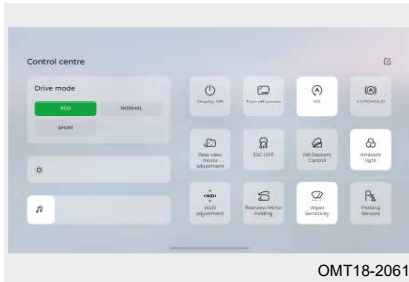 Control centre
Drive mode
ECO
NORMAL
SPORT
Display Off
Turn off screen
ISS
AUTOHOLD
Rear view
mirror
adjustment
ESC OFF
Hill Descent
Control
Ambient
light
HUD
adjustment
Rearview Mirror
Folding
Wiper
Sensitivity
Parking
Sensors
OMT18-2061